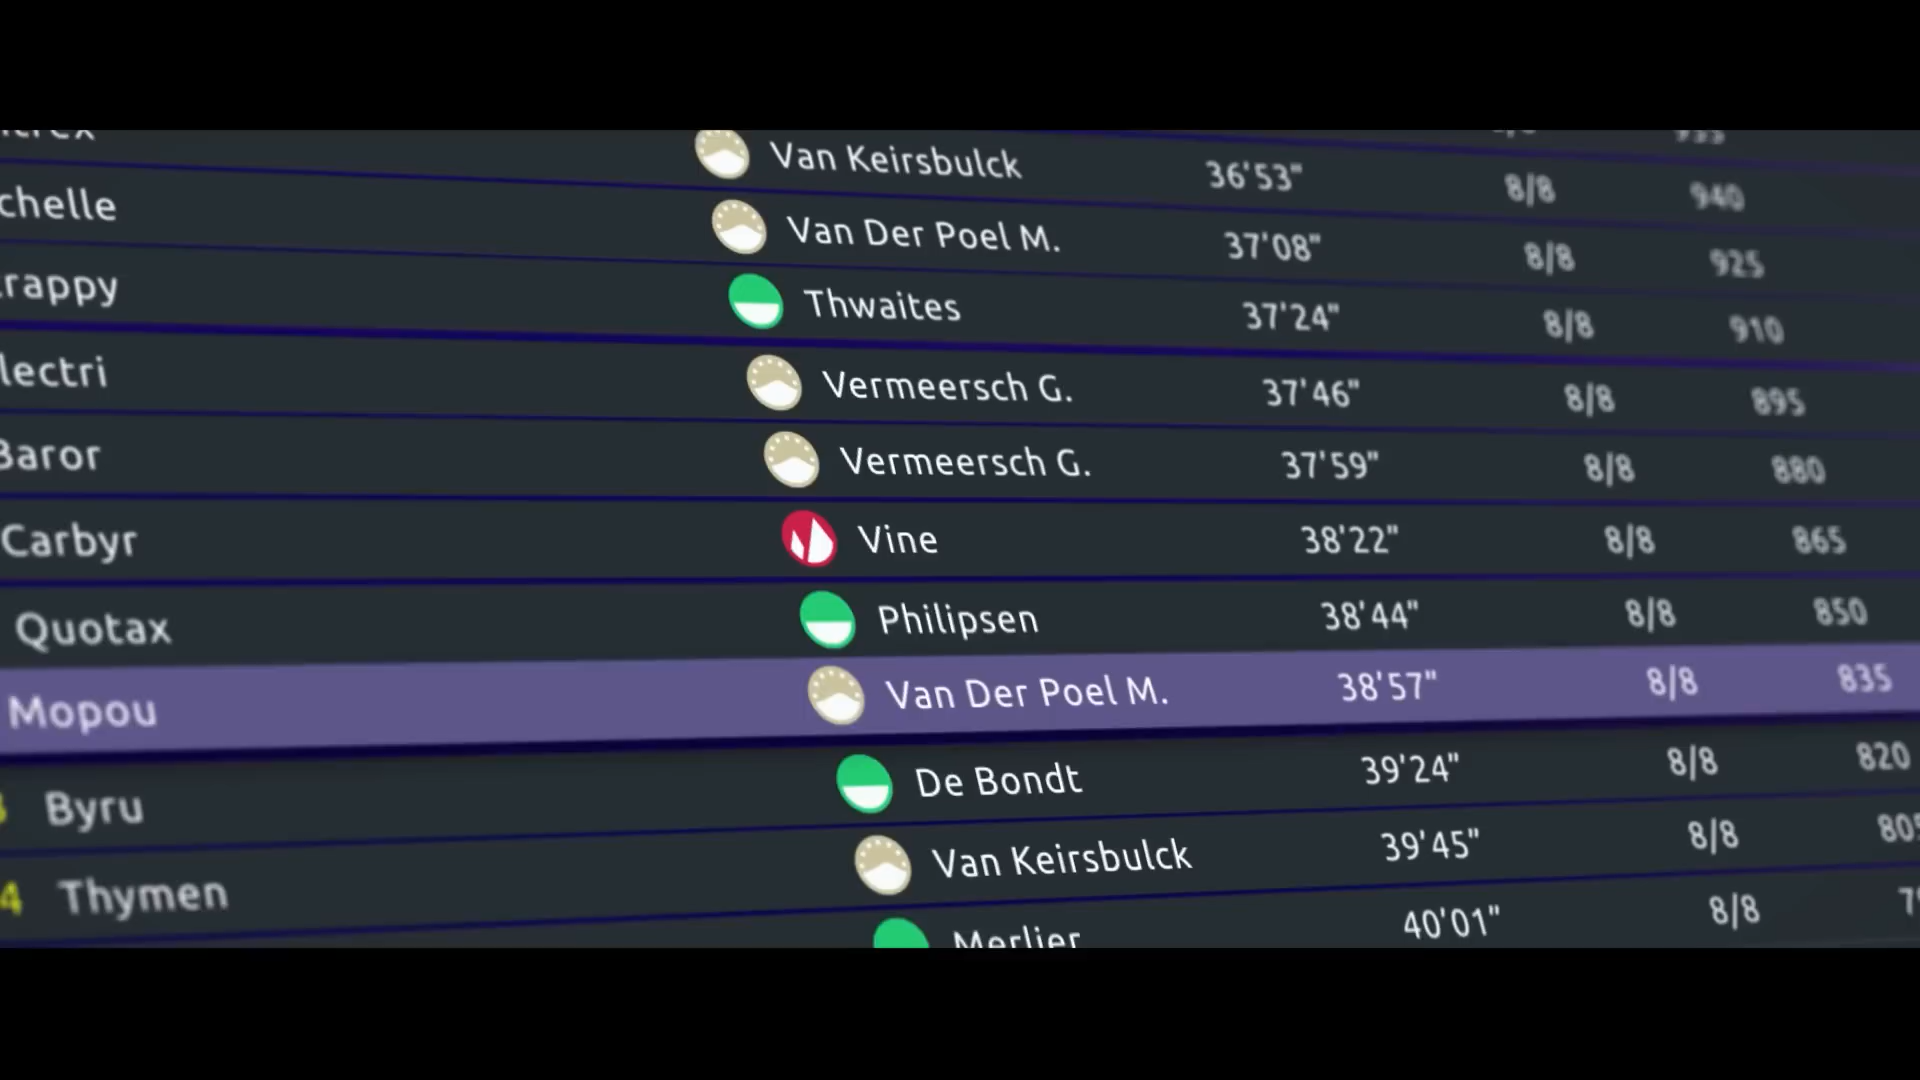 Van Keirsbulck 36'53" 8/8 940
chelle Van Der Poel M. 37'08" 8/8 925
rappy Thwaites 37'24" 8/8 910
lectri Vermeersch G. 37'46" 8/8 895
Baror Vermeersch G. 37'59" 8/8 880
Carbyr Vine 38'22" 8/8 865
Quotax Philipsen 38'44" 8/8 850
Mopou Van Der Poel M. 38'57" 8/8 835
Byru De Bondt 39'24" 8/8 820
4 Thymen Van Keirsbulck 39'45" 8/8 805
Merlier 40'01" 8/8